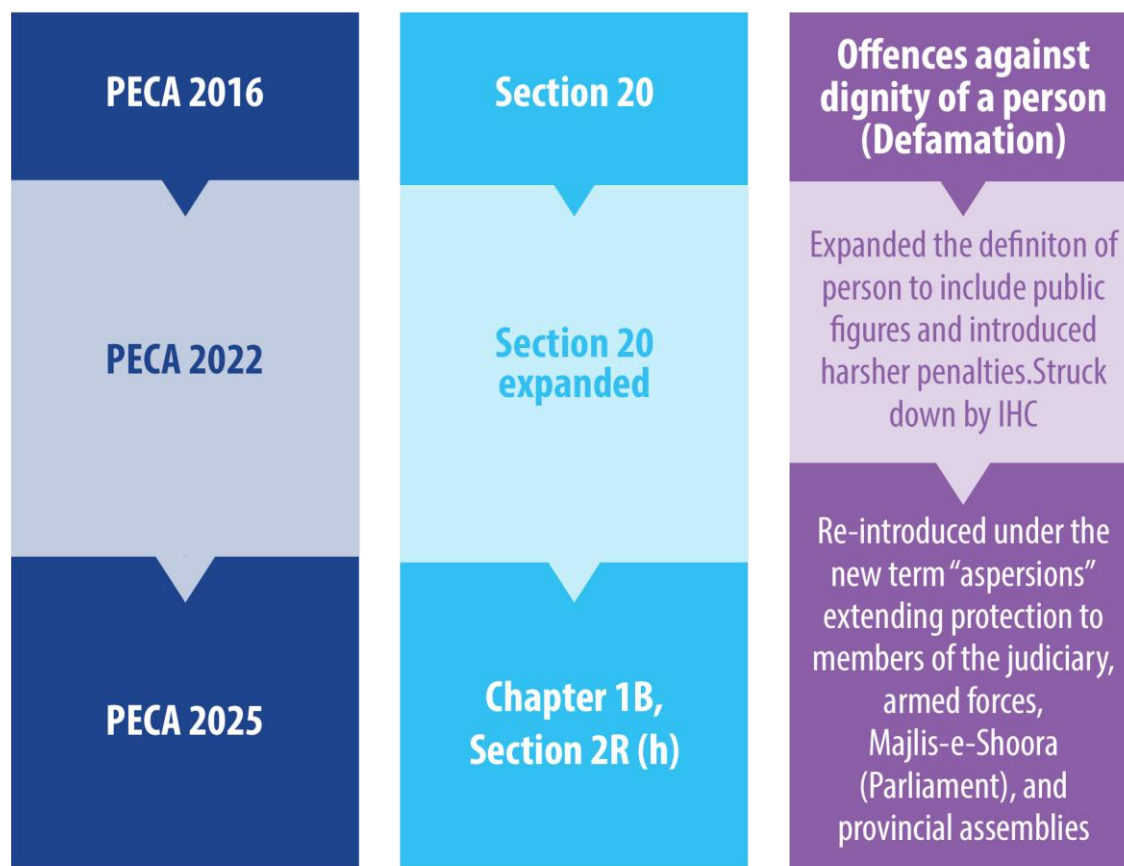 PECA 2016
Section 20
Offences against
dignity of a person
(Defamation)
PECA 2022
Section 20
expanded
Expanded the definiton of
person to include public
figures and introduced
harsher penalties.Struck
down by IHC
PECA 2025
Chapter 1B,
Section 2R (h)
Re-introduced under the
new term “aspersions”
extending protection to
members of the judiciary,
armed forces,
Majlis-e-Shoora
(Parliament), and
provincial assemblies